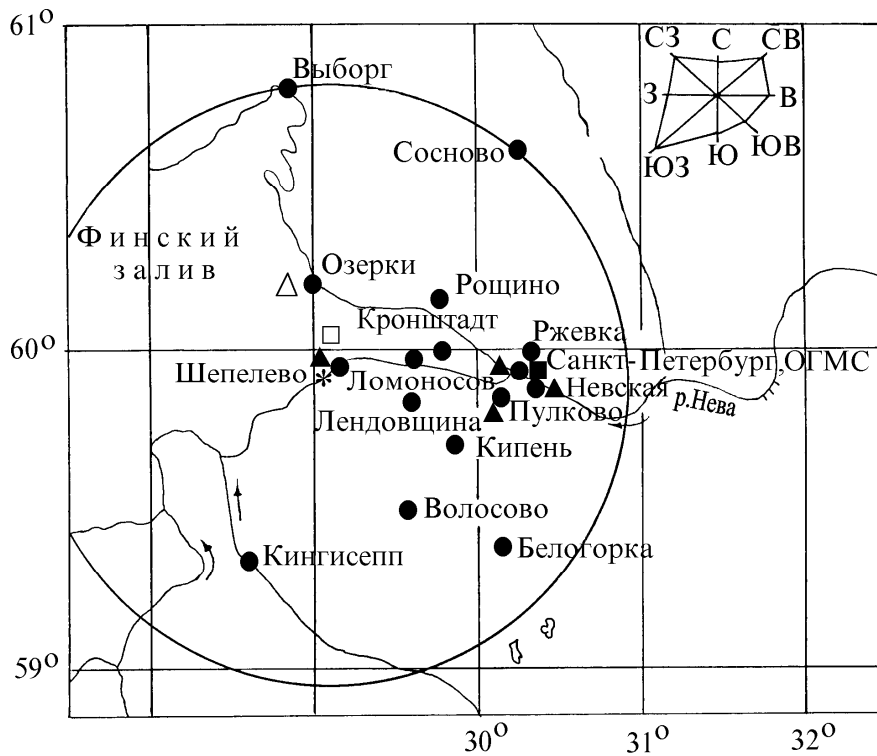 61°
СЗ С СВ
Выборг
З В
Сосново
ЮЗ Ю ЮВ
Финский
залив
Озерки
Рощино
Кронштадт
Ржевка
60°
Санкт-Петербург,ОГМС
Шепелево
Ломоносов
Невская
р.Нева
Лендовщина
Пулково
Кипень
Волосово
Белогорка
Кингисепп
59°
30° 31° 32°